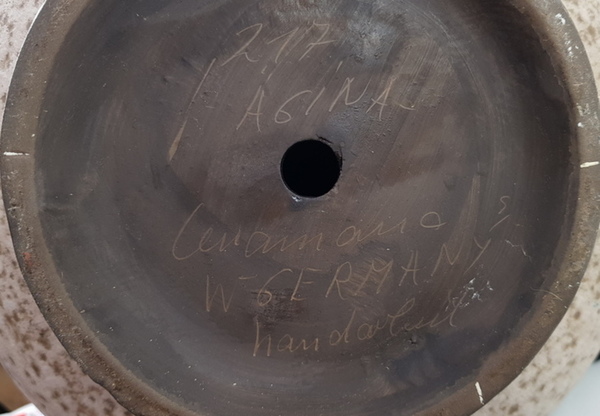 217
AGINA
Ceramano
W-GERMANY
handarbeit